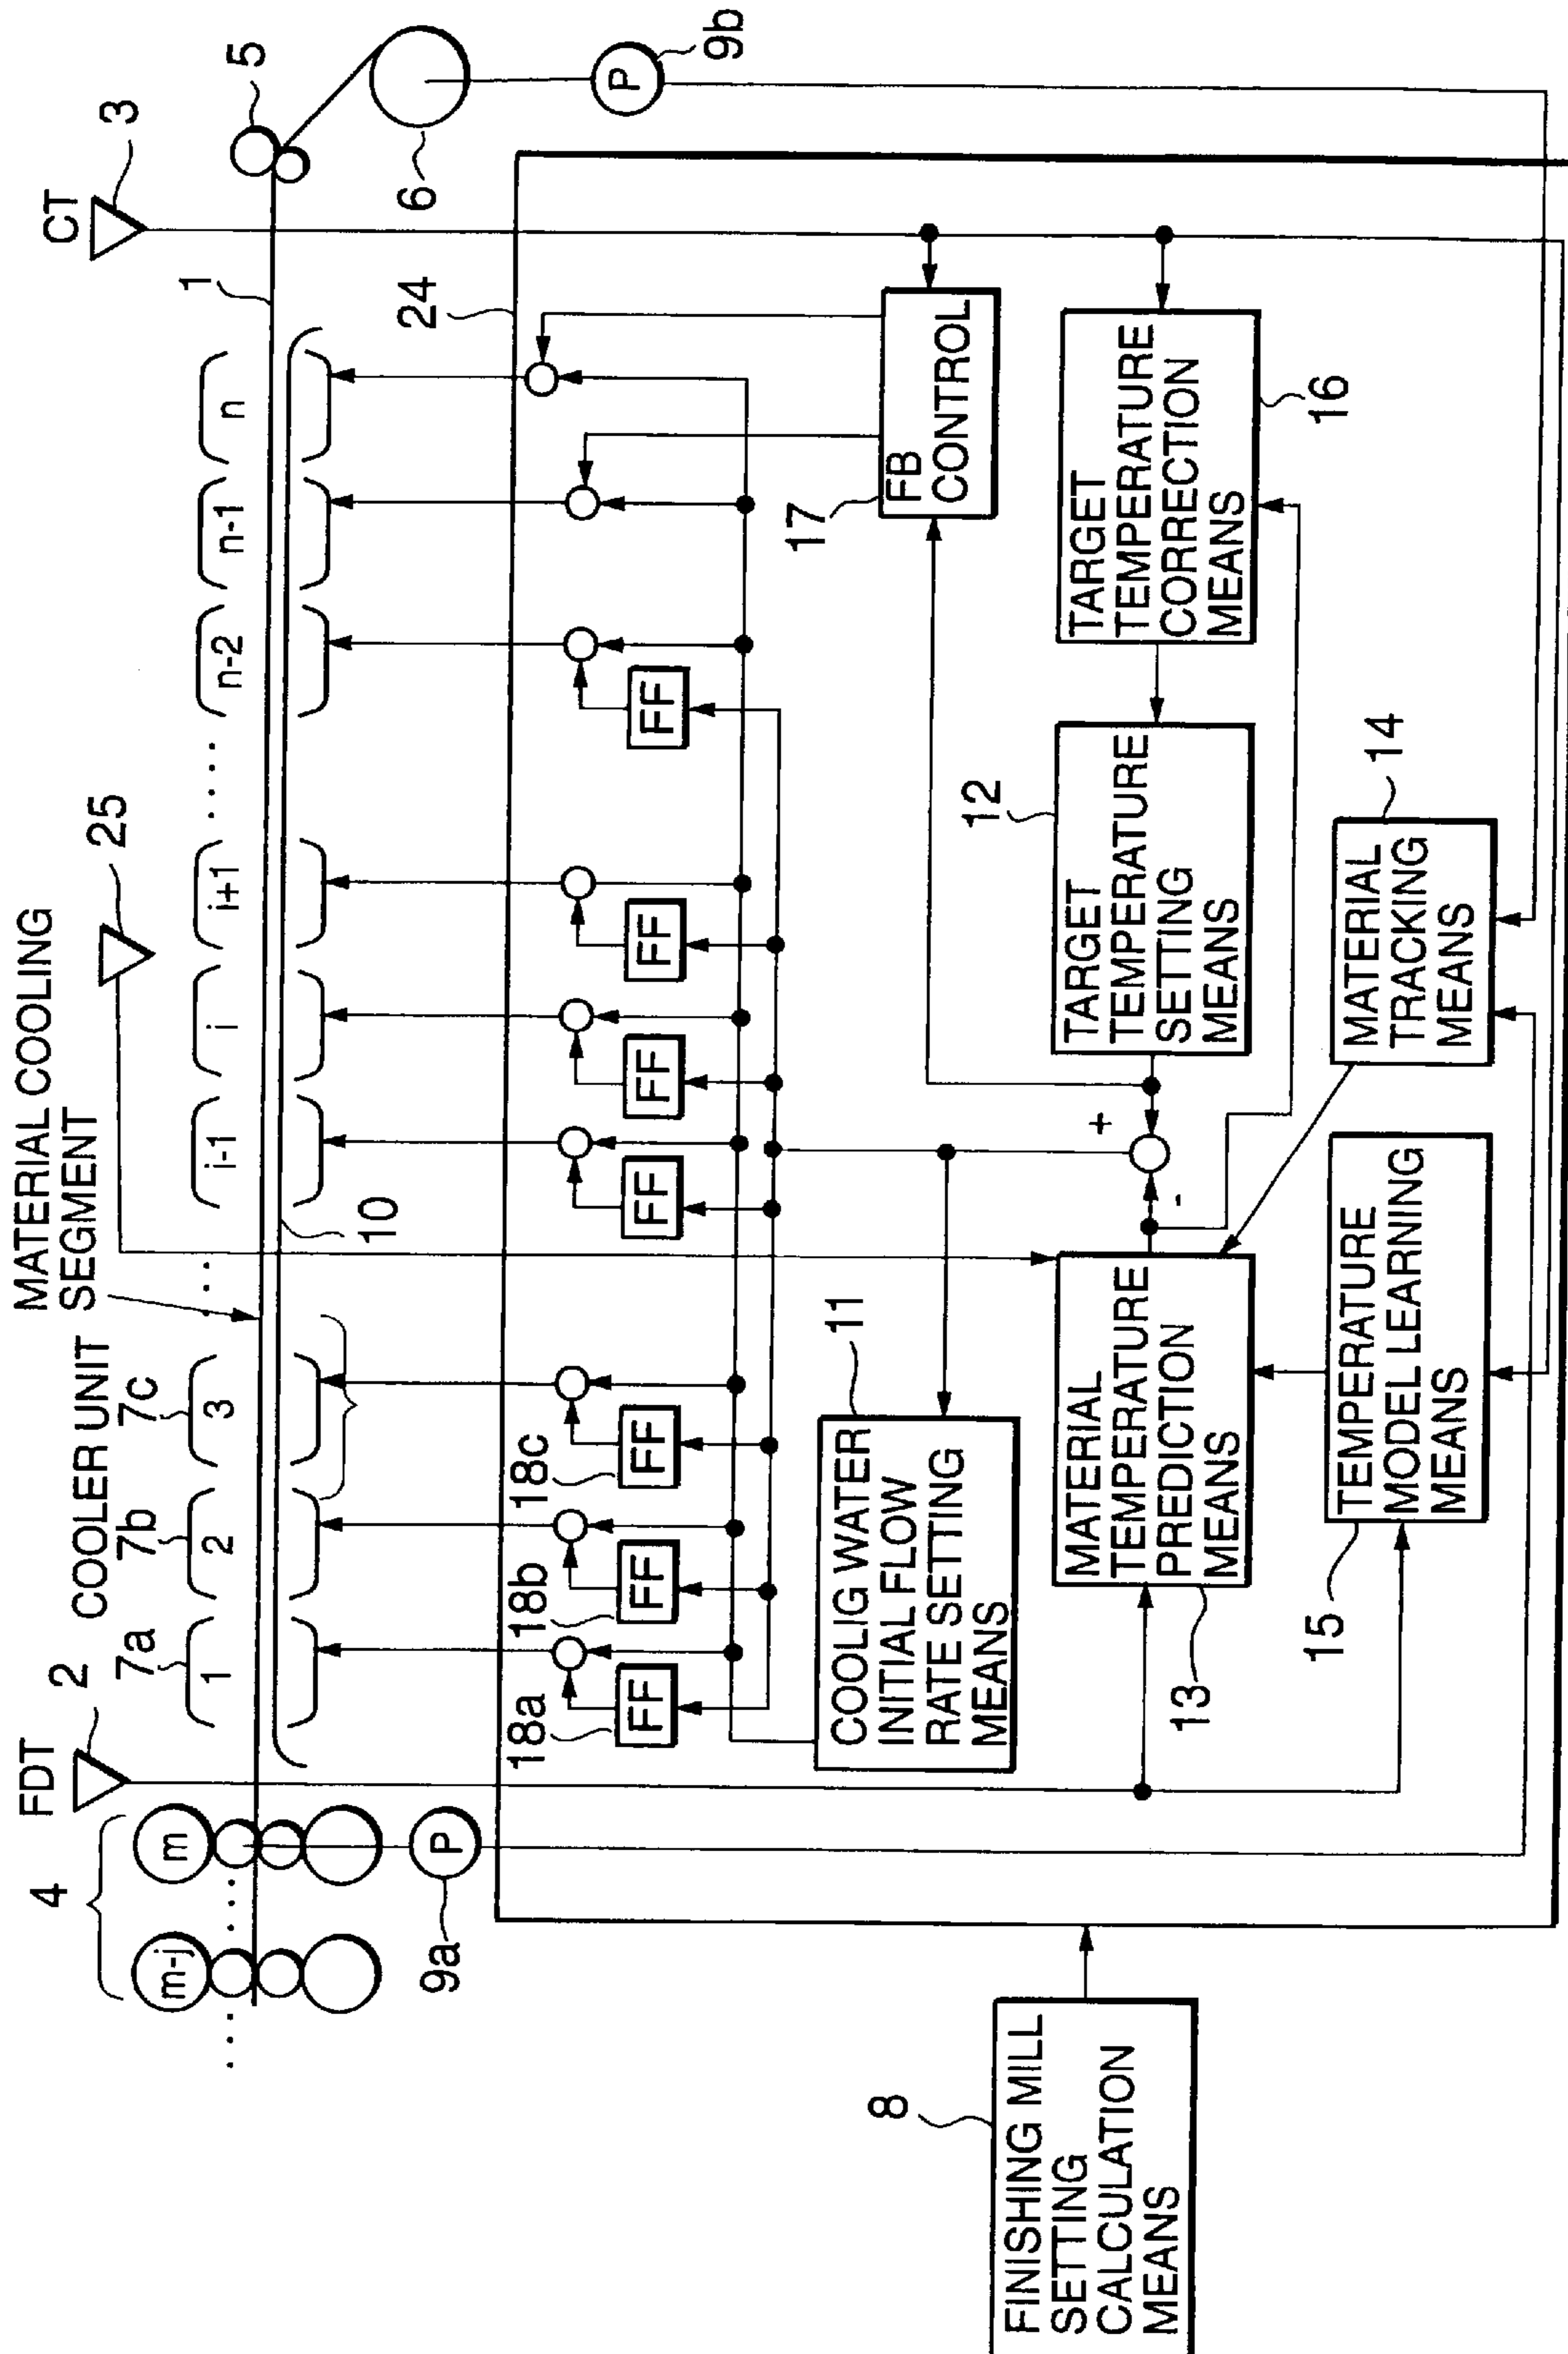 4
m-j
m
FDT
2
COOLER UNIT
7a
7b
7c
1
2
3
MATERIAL COOLING
SEGMENT
25
i-1
i
i+1
n-2
n-1
n
CT
3
1
5
6
9b
P
10
24
9a
P
18a
FF
18b
FF
18c
FF
FF
FF
FF
FF
11
COOLIG WATER
INITIAL FLOW
RATE SETTING
MEANS
17
FB
CONTROL
8
FINISHING MILL
SETTING
CALCULATION
MEANS
13
MATERIAL
TEMPERATURE
PREDICTION
MEANS
+
-
12
TARGET
TEMPERATURE
SETTING
MEANS
16
TARGET
TEMPERATURE
CORRECTION
MEANS
15
TEMPERATURE
MODEL LEARNING
MEANS
14
MATERIAL
TRACKING
MEANS